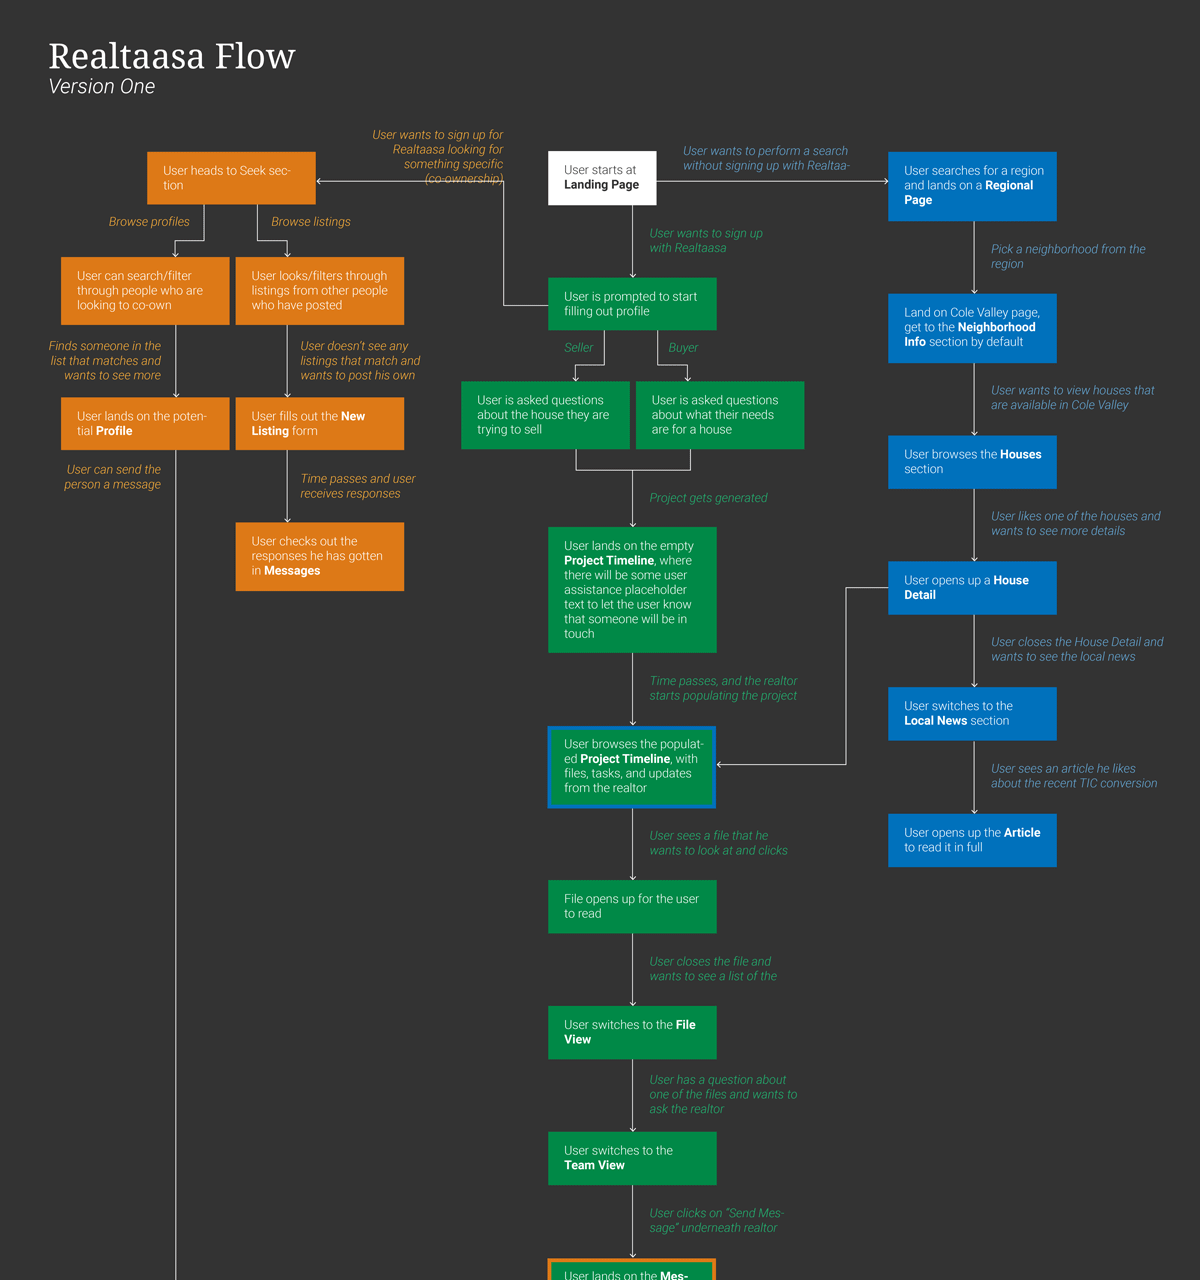 Realtaasa Flow
Version One
User wants to sign up for
Realtaasa looking for
something specific
(co-ownership)
User heads to Seek sec-
tion
Browse profiles
Browse listings
User can search/filter
through people who are
looking to co-own
User looks/filters through
listings from other people
who have posted
Finds someone in the
list that matches and
wants to see more
User doesn't see any
listings that match and
wants to post his own
User lands on the poten-
tial Profile
User fills out the New
Listing form
User can send the
person a message
Time passes and user
receives responses
User checks out the
responses he has gotten
in Messages
User starts at
Landing Page
User wants to sign up
with Realtaasa
User is prompted to start
filling out profile
Seller
Buyer
User is asked questions
about the house they are
trying to sell
User is asked questions
about what their needs
are for a house
Project gets generated
User lands on the empty
Project Timeline, where
there will be some user
assistance placeholder
text to let the user know
that someone will be in
touch
Time passes, and the realtor
starts populating the project
User browses the populat-
ed Project Timeline, with
files, tasks, and updates
from the realtor
User sees a file that he
wants to look at and clicks
File opens up for the user
to read
User closes the file and
wants to see a list of the
User switches to the File
View
User has a question about
one of the files and wants to
ask the realtor
User switches to the
Team View
User clicks on “Send Mes-
sage” underneath realtor
User lands on the Mes-
User wants to perform a search
without signing up with Realtaa-
User searches for a region
and lands on a Regional
Page
Pick a neighborhood from the
region
Land on Cole Valley page,
get to the Neighborhood
Info section by default
User wants to view houses that
are available in Cole Valley
User browses the Houses
section
User likes one of the houses and
wants to see more details
User opens up a House
Detail
User closes the House Detail and
wants to see the local news
User switches to the
Local News section
User sees an article he likes
about the recent TIC conversion
User opens up the Article
to read it in full